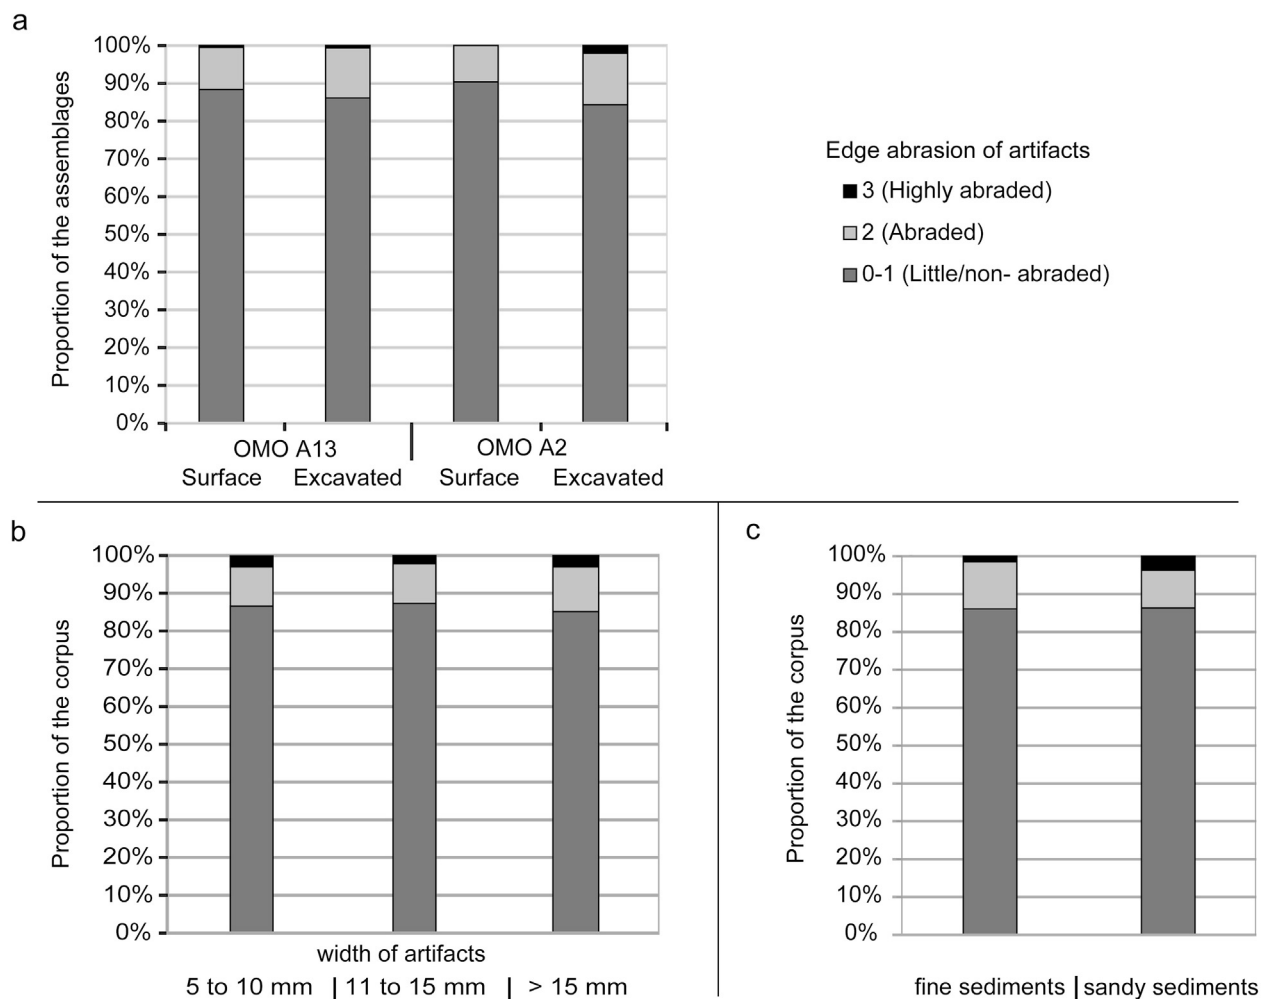 a
Proportion of the assemblages
100%
90%
80%
70%
60%
50%
40%
30%
20%
10%
0%
OMO A13
OMO A2
Surface
Excavated
Surface
Excavated
Edge abrasion of artifacts
3 (Highly abraded)
2 (Abraded)
0-1 (Little/non- abraded)
b
Proportion of the corpus
100%
90%
80%
70%
60%
50%
40%
30%
20%
10%
0%
width of artifacts
5 to 10 mm | 11 to 15 mm | > 15 mm
c
Proportion of the corpus
100%
90%
80%
70%
60%
50%
40%
30%
20%
10%
0%
fine sediments | sandy sediments